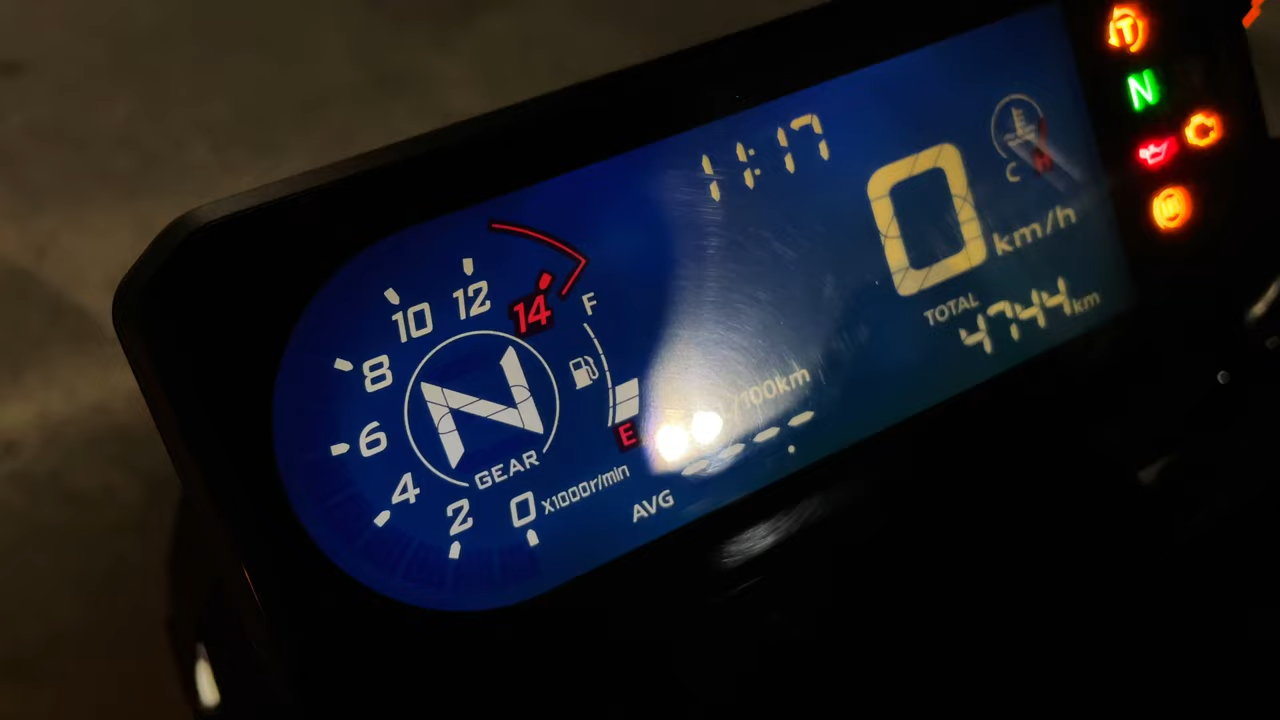 11:17
0 km/h
C H
TOTAL
4744 km
10 12 14
8
6
4
2 0 x1000r/min
N
GEAR
F
E
/100km
AVG
T
N